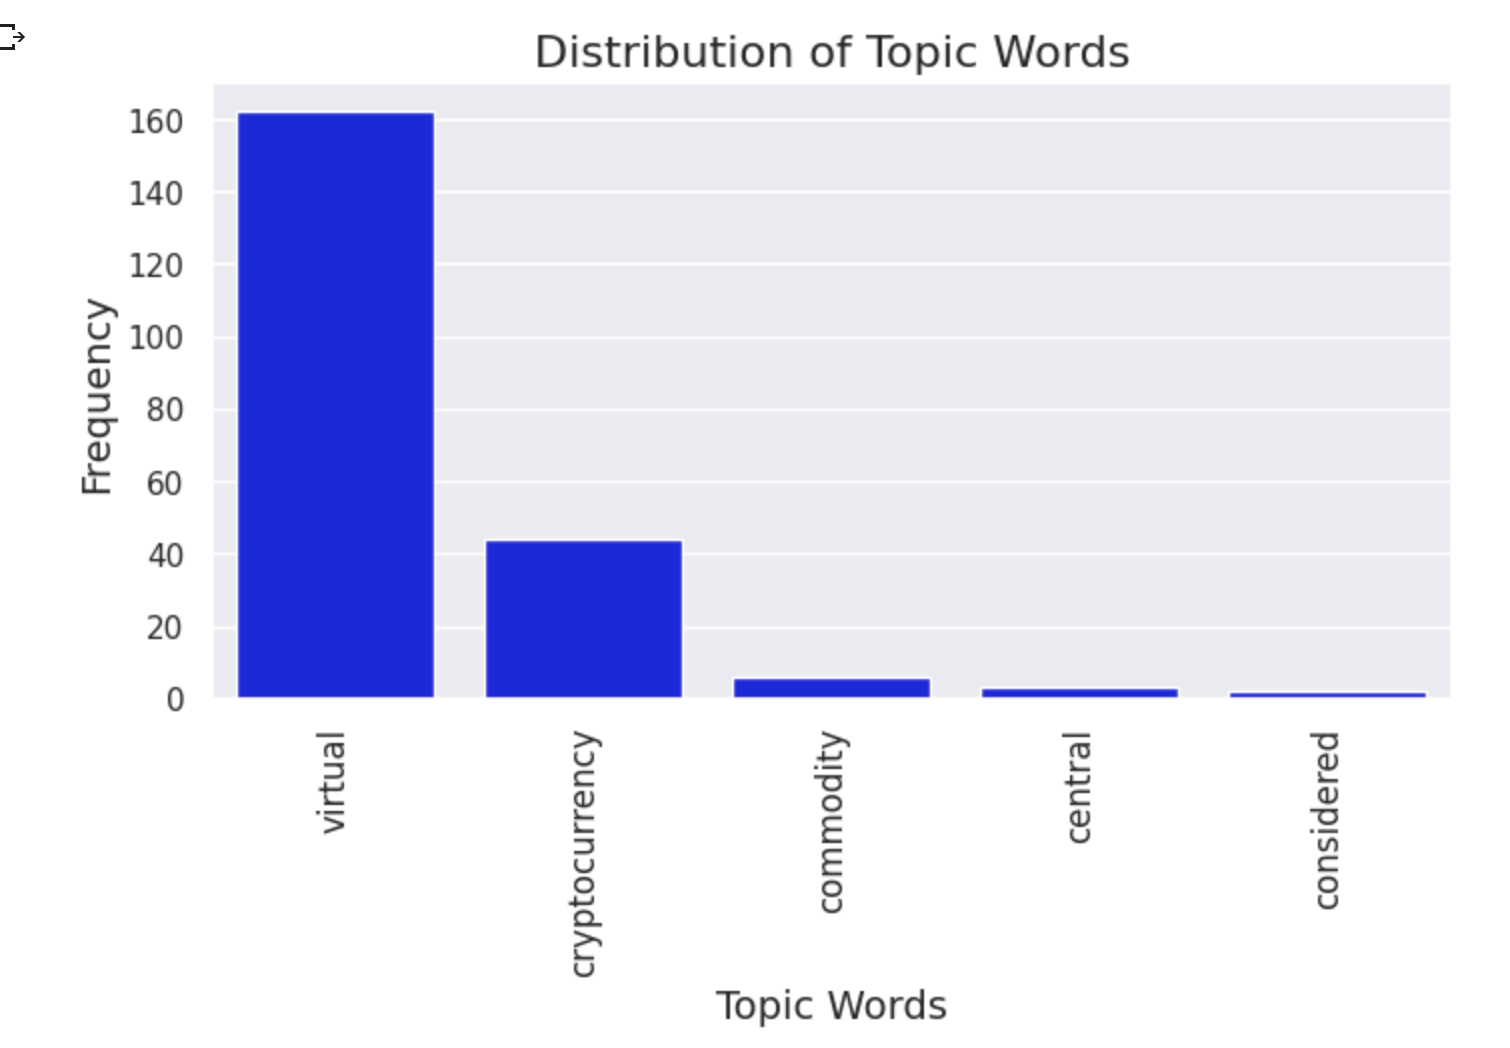 Distribution of Topic Words
Frequency
160
140
120
100
80
60
40
20
0
virtual
cryptocurrency
commodity
central
considered
Topic Words